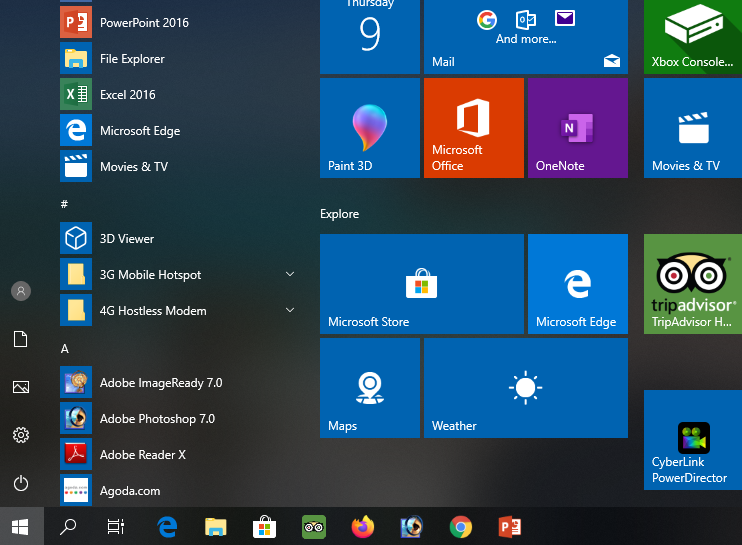 PowerPoint 2016
File Explorer
Excel 2016
Microsoft Edge
Movies & TV
#
3D Viewer
3G Mobile Hotspot
4G Hostless Modem
A
Adobe ImageReady 7.0
Adobe Photoshop 7.0
Adobe Reader X
Agoda.com
Thursday
9
And more...
Mail
Xbox Console...
Paint 3D
Microsoft
Office
N
OneNote
Movies & TV
Explore
Microsoft Store
Microsoft Edge
tripadvisor
TripAdvisor H...
Maps
Weather
CyberLink
PowerDirector